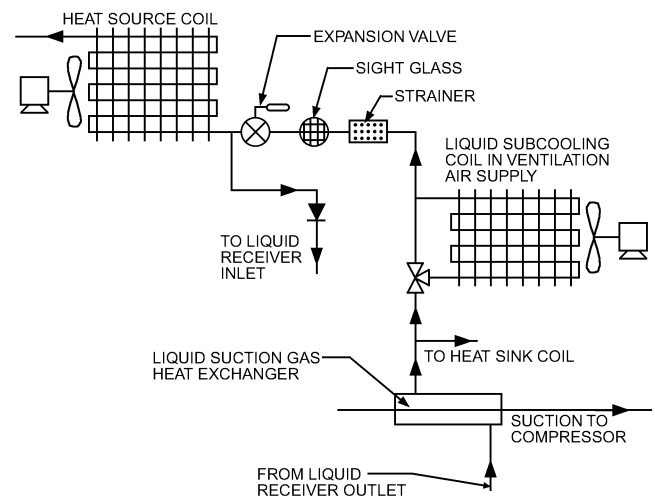 HEAT SOURCE COIL
EXPANSION VALVE
SIGHT GLASS
STRAINER
LIQUID SUBCOOLING
COIL IN VENTILATION
AIR SUPPLY
TO LIQUID
RECEIVER
INLET
TO HEAT SINK COIL
LIQUID SUCTION GAS
HEAT EXCHANGER
SUCTION TO
COMPRESSOR
FROM LIQUID
RECEIVER OUTLET